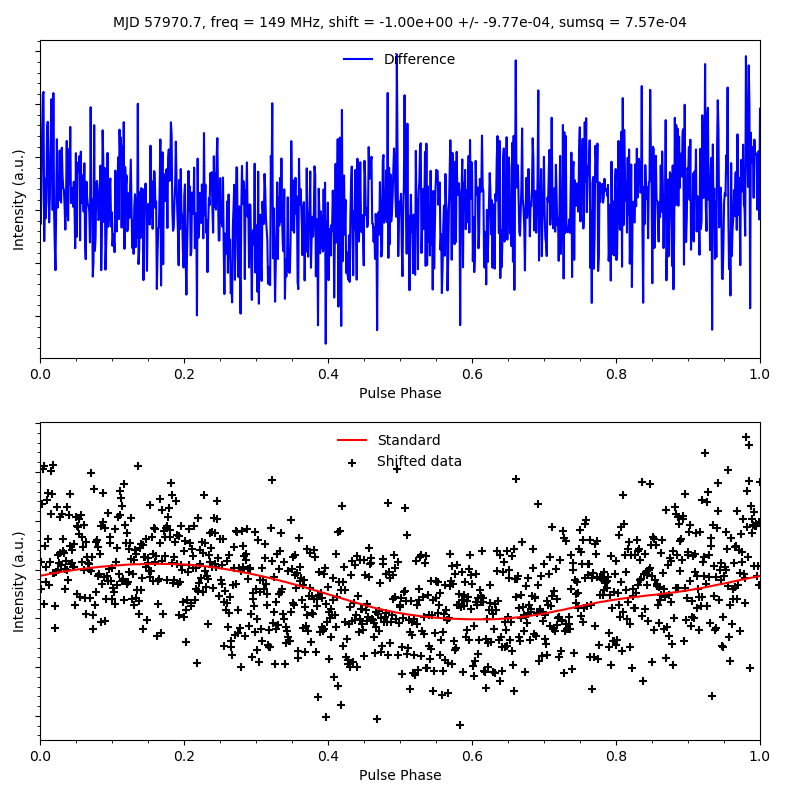 MJD 57970.7, freq = 149 MHz, shift = -1.00e+00 +/- -9.77e-04, sumsq = 7.57e-04
Difference
Intensity (a.u.)
0.0 0.2 0.4 0.6 0.8 1.0
Pulse Phase
Standard
Shifted data
Intensity (a.u.)
0.0 0.2 0.4 0.6 0.8 1.0
Pulse Phase